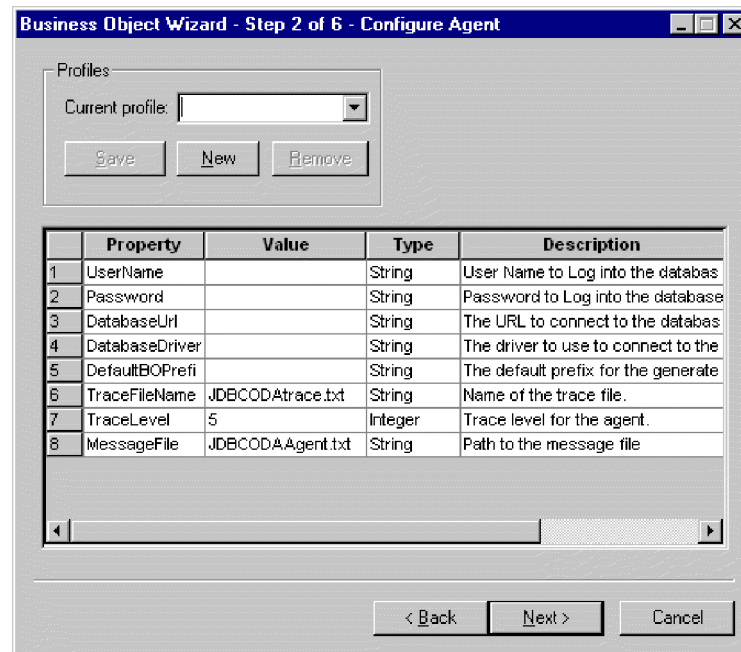 Business Object Wizard - Step 2 of 6 - Configure Agent
Profiles
Current profile:
Save New Remove
Property Value Type Description
1 UserName String User Name to Log into the databas
2 Password String Password to Log into the database
3 DatabaseUrl String The URL to connect to the databas
4 DatabaseDriver String The driver to use to connect to the
5 DefaultBOPrefi String The default prefix for the generate
6 TraceFileName JDBCODAtrace.txt String Name of the trace file.
7 TraceLevel 5 Integer Trace level for the agent.
8 MessageFile JDBCODAAgent.txt String Path to the message file
< Back Next > Cancel